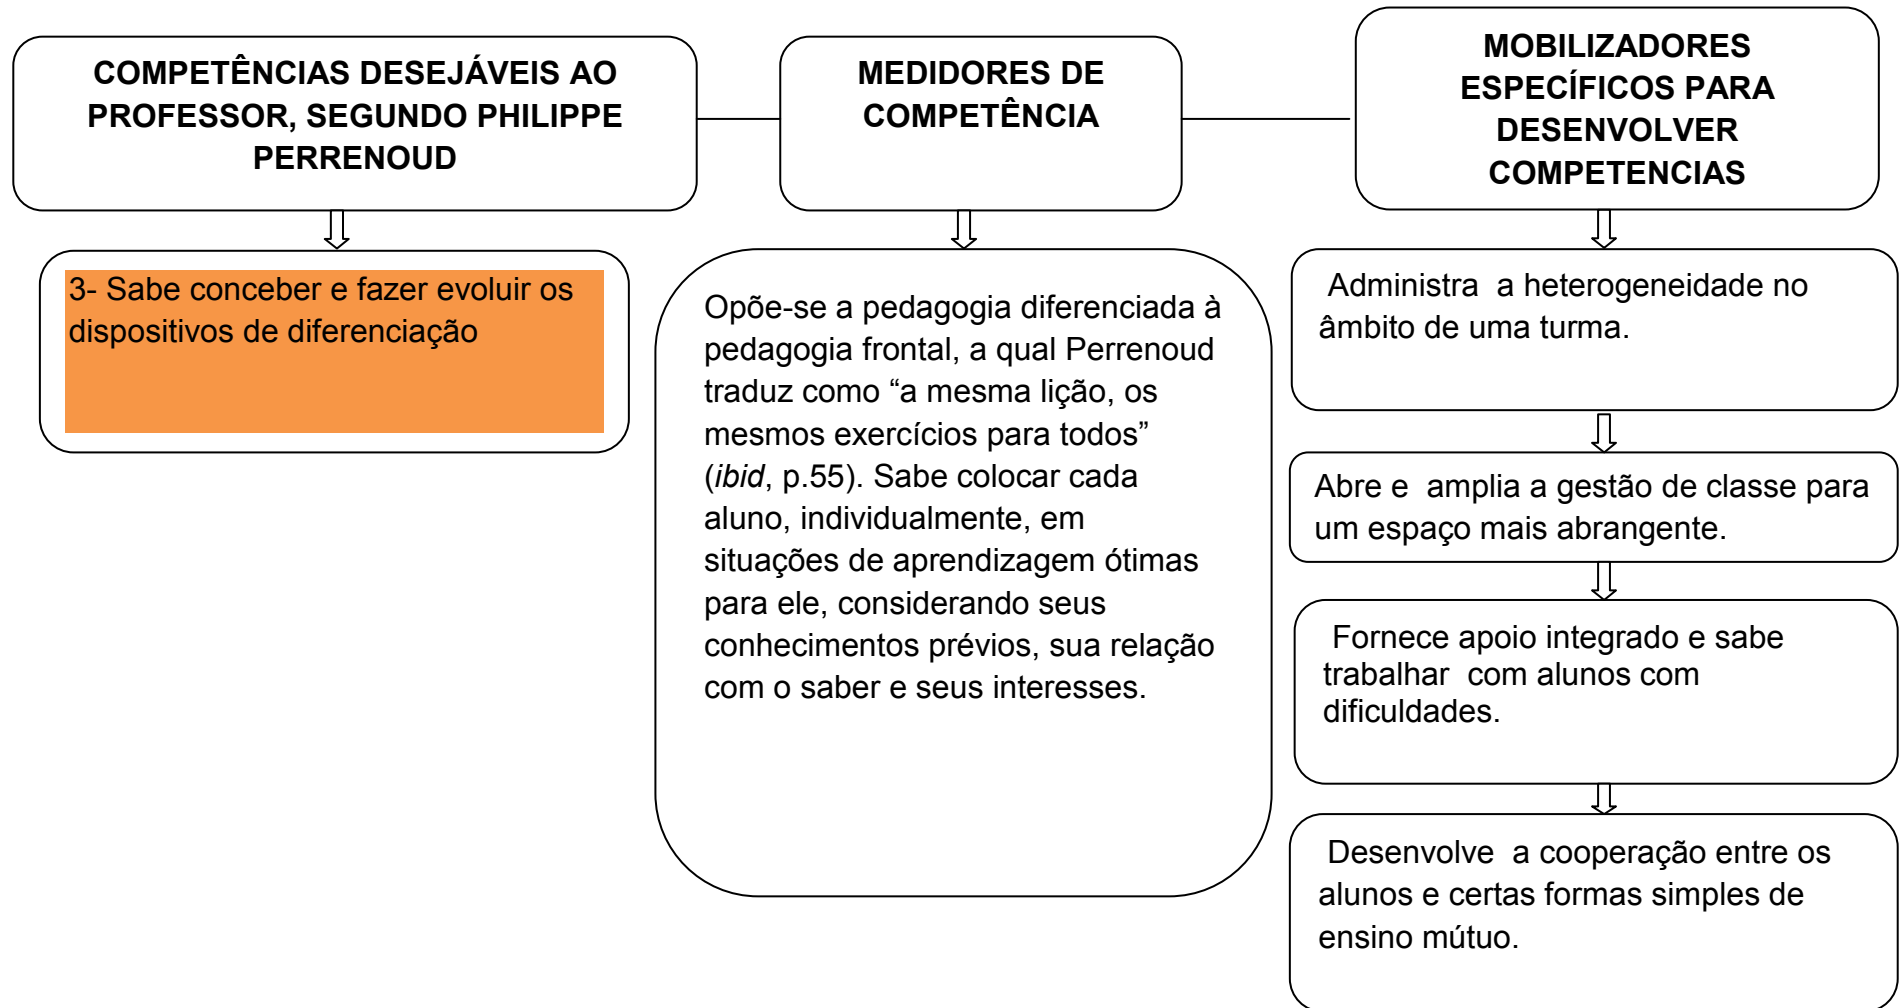 COMPETÊNCIAS DESEJÁVEIS AO
PROFESSOR, SEGUNDO PHILIPPE
PERRENOUD
3- Sabe conceber e fazer evoluir os
dispositivos de diferenciação
MEDIDORES DE
COMPETÊNCIA
Opõe-se a pedagogia diferenciada à
pedagogia frontal, a qual Perrenoud
traduz como “a mesma lição, os
mesmos exercícios para todos”
(ibid, p.55). Sabe colocar cada
aluno, individualmente, em
situações de aprendizagem ótimas
para ele, considerando seus
conhecimentos prévios, sua relação
com o saber e seus interesses.
MOBILIZADORES
ESPECÍFICOS PARA
DESENVOLVER
COMPETENCIAS
Administra a heterogeneidade no
âmbito de uma turma.
Abre e amplia a gestão de classe para
um espaço mais abrangente.
Fornece apoio integrado e sabe
trabalhar com alunos com
dificuldades.
Desenvolve a cooperação entre os
alunos e certas formas simples de
ensino mútuo.